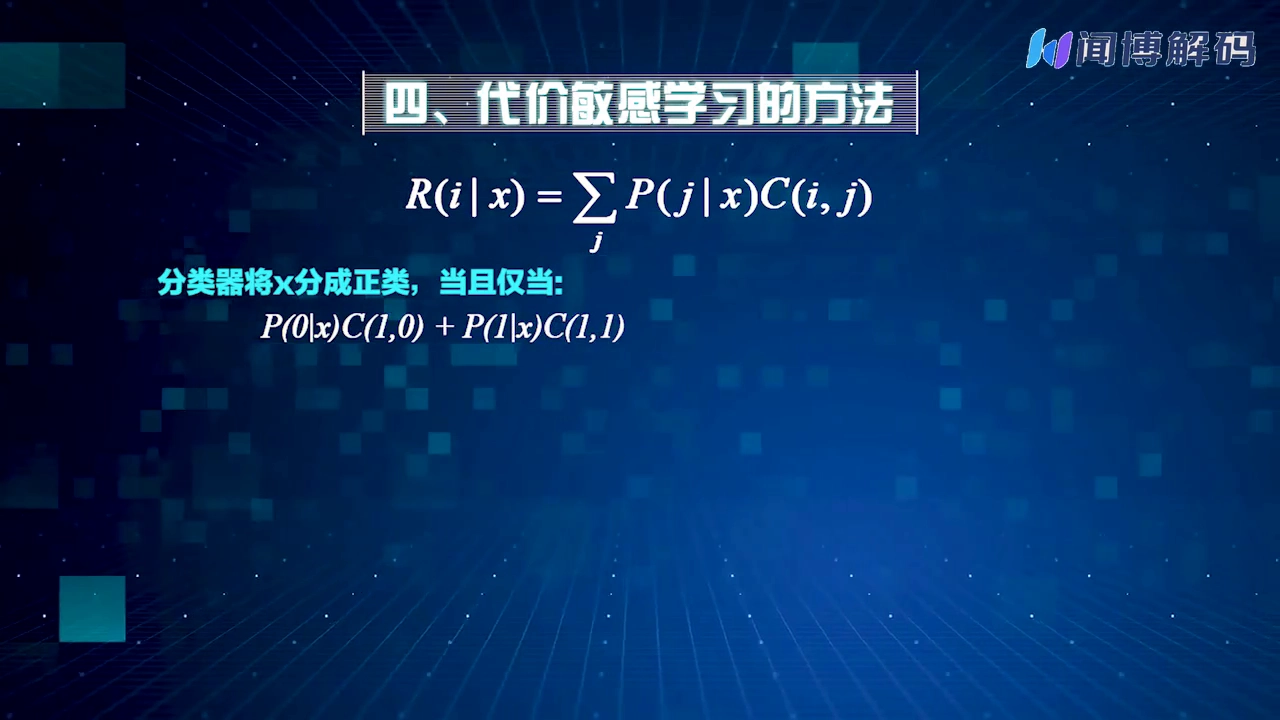 闻博解码
四、代价敏感学习的方法
R(i | x) = ∑ P( j | x)C(i, j)
j
分类器将x分成正类，当且仅当:
P(0|x)C(1,0) + P(1|x)C(1,1)